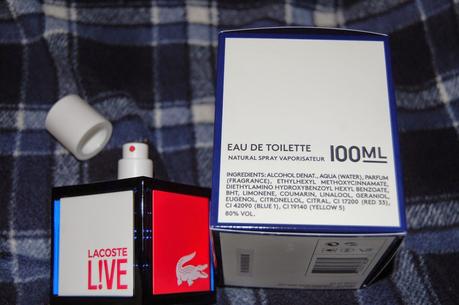 EAU DE TOILETTE
NATURAL SPRAY VAPORISATEUR
100ML
INGREDIENTS: ALCOHOL DENAT., AQUA (WATER), PARFUM
(FRAGRANCE), ETHYLHEXYL METHOXYCINNAMATE,
DIETHYLAMINO HYDROXYBENZOYL HEXYL BENZOATE,
BHT, LIMONENE, COUMARIN, LINALOOL, GERANIOL,
EUGENOL, CITRONELLOL, CITRAL, CI 17200 (RED 33),
CI 42090 (BLUE 1), CI 19140 (YELLOW 5)
80% VOL.
LACOSTE
L!VE